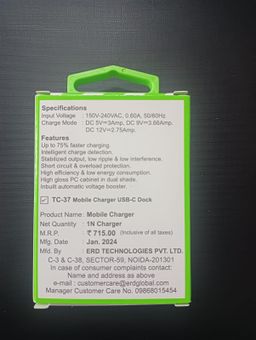 Specifications
Input Voltage : 150V-240VAC, 0.60A, 50/60Hz
Charge Mode : DC 5V=3Amp, DC 9V=3.66Amp.
DC 12V=2.75Amp.
Features
Up to 75% faster charging
Intelligent charge detection.
Stabilized output, low ripple & low interference.
Short circuit & overload protection.
High efficiency & low energy consumption.
High gloss PC cabinet in dual shade.
Inbuilt automatic voltage booster.
☑ TC-37 Mobile Charger USB-C Dock
Product Name : Mobile Charger
Net Quantity : 1N Charger
M.R.P. : ₹ 715.00 (Inclusive of all taxes)
Mfg. Date : Jan. 2024
Mfd. By : ERD TECHNOLOGIES PVT. LTD.
C-3 & C-38, SECTOR-59, NOIDA-201301
In case of consumer complaints contact:
Name and address as above
e-mail : customercare@erdglobal.com
Manager Customer Care No. 09868015454